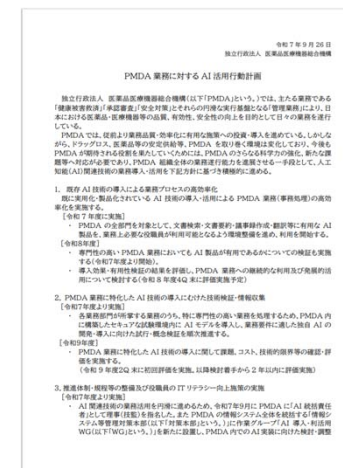 令和７年９月 26 日
独立行政法人 医薬品医療機器総合機構
PMDA 業務に対する AI 活用行動計画
独立行政法人 医薬品医療機器総合機構(以下「PMDA」という。)では、主たる業務である
「健康被害救済」「承認審査」「安全対策」とそれらの円滑な実行基盤となる「管理業務」により、日
本における医薬品・医療機器等の品質、有効性、安全性の向上を目的として日々の業務を遂行
している。
PMDA では、従前より業務品質・効率化に有用な施策への投資・導入を進めている。しかしな
がら、ドラッグロス、医薬品等の安定供給等、PMDA を取り巻く環境は変化しており、今後も
PMDA が期待される役割を果たしていくためには、PMDA のさらなる科学力の強化、新たな課
題等へ対応が必要であり、PMDA 組織全体の業務遂行能力を進展させる一手段として、人工
知能(AI)関連技術の業務導入・活用を下記方針に基づき積極的に進める。
1. 既存 AI 技術の導入による業務プロセスの高効率化
既に実用化・製品化されている AI 技術の導入・活用による PMDA 業務(事務処理)の高効
率化を実施する。
[令和７年度に実施]
・ PMDA の全部門を対象として、文書検索・文書要約・議事録作成・翻訳等に有用な AI
製品を、業務上必要な役職員が利用可能となるよう環境整備を進め、利用を開始する。
[令和8年度]
・ 専門性の高い PMDA 業務においても AI 製品が有用であるかについての検証も実施
する(令和7年度より開始)。
・ 導入効果・有用性検証の結果を評価し、PMDA 業務への継続的な利用及び発展的活
用について検討する(令和８年度 4Q 末に評価実施予定)
2. PMDA 業務に特化した AI 技術の導入にむけた技術検証・情報収集
[令和7年度より実施]
・ 各業務部門が所掌する業務のうち、特に専門性の高い業務を処理するため、PMDA 内
に構築したセキュアな試験環境内に AI モデルを導入し、業務要件に適した独自 AI の
開発・導入に向けた試行・概念検証を順次推進する。
[令和9年度]
・ PMDA 業務に特化した AI 技術の導入に関して課題、コスト、技術的限界等の確認・評
価を実施する。
(令和 9 年度2Q 末に初回評価を実施。以降検討着手から 2 年以内に評価実施)
3. 推進体制・規程等の整備及び役職員の IT リテラシー向上施策の実施
[令和7年度より実施]
・ AI 関連技術の業務活用を円滑に進めるため、令和7年9月に PMDA に「AI 統括責任
者」として理事(技監)を指名した。また PMDA の情報システム全体を統括する「情報シ
ステム等管理対策本部(以下「対策本部」という。)」に作業グループ「AI 導入・利活用
WG(以下「WG」という。)」を新たに設置し、PMDA 内での AI 実装に向けた検討・調整